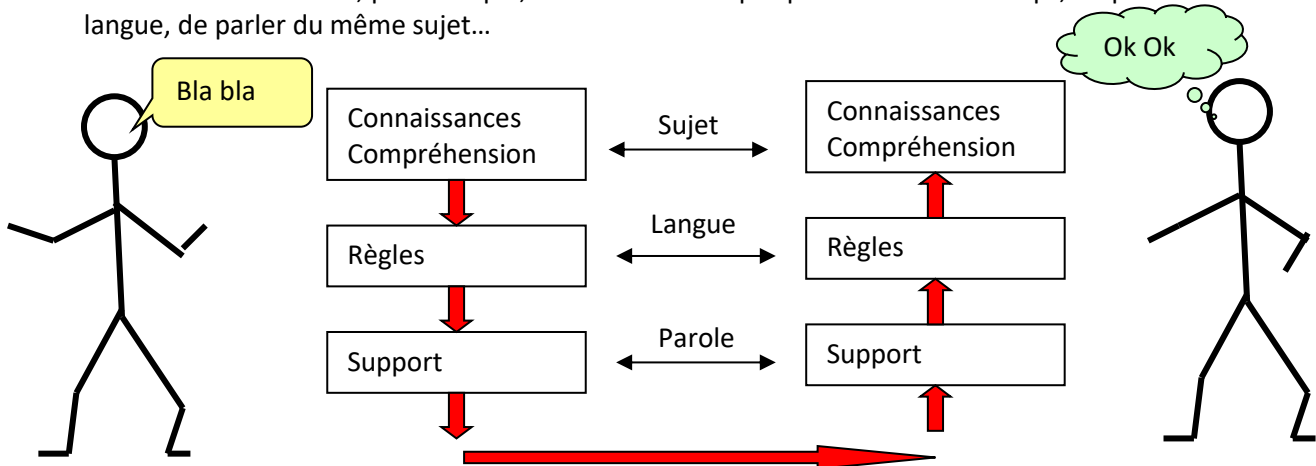 langue, de parler du même sujet…
Bla bla
Ok Ok
Connaissances
Compréhension
Sujet
Connaissances
Compréhension
Règles
Langue
Règles
Support
Parole
Support